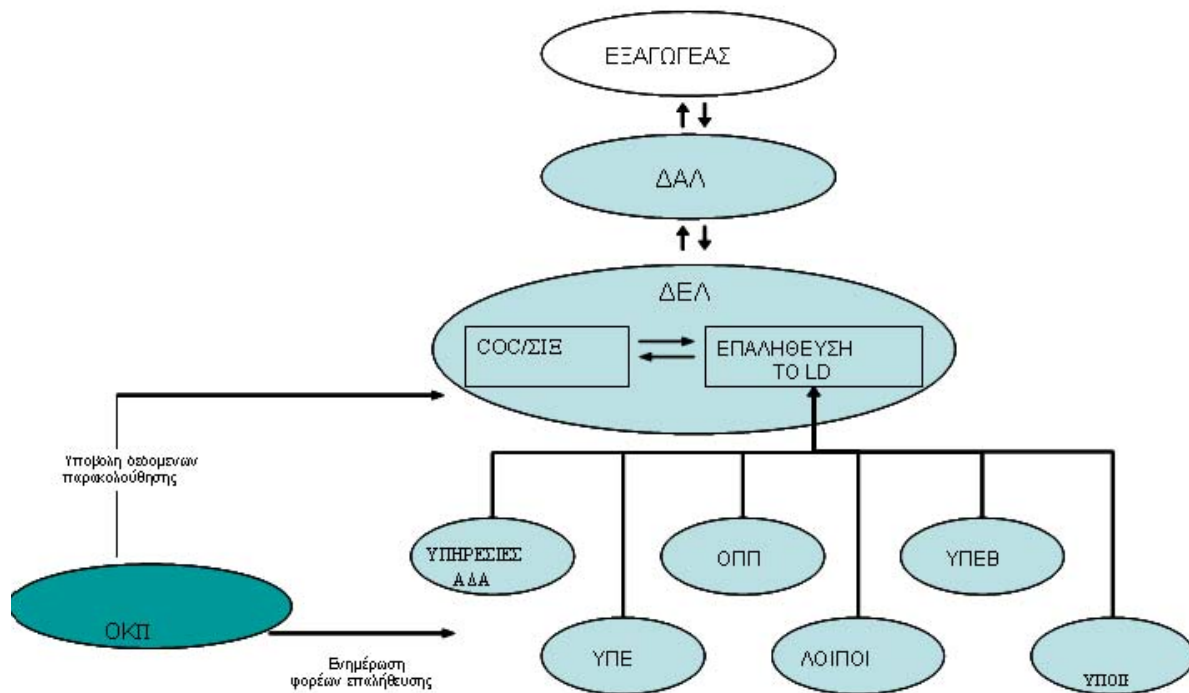 ΕΞΑΓΩΓΕΑΣ
ΔΑΛ
ΔΕΛ
COC/ΣΙΞ
ΕΠΑΛΗΘΕΥΣΗ
ΤΟ LD
Υποβολη δεδομενων
παρακολούθησης
ΥΠΗΡΕΣΙΕΣ
ΑΔΑ
ΟΠΠ
ΥΠΕΘ
ΟΚΠ
ΥΠΕ
ΛΟΙΠΟΙ
ΥΠΟΠ
Ενημέρωση
φορέων επαλήθευσης